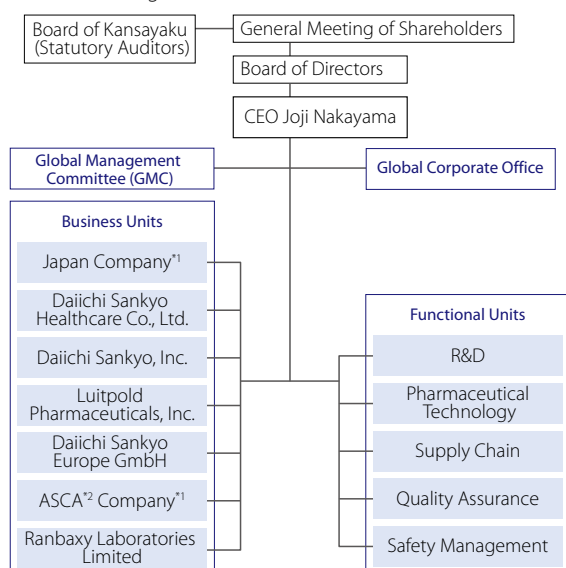 Board of Kansayaku
(Statutory Auditors)
General Meeting of Shareholders
Board of Directors
CEO Joji Nakayama
Global Management
Committee (GMC)
Global Corporate Office
Business Units
Japan Company*1
Daiichi Sankyo
Healthcare Co., Ltd.
Daiichi Sankyo, Inc.
Luitpold
Pharmaceuticals, Inc.
Daiichi Sankyo
Europe GmbH
ASCA*2 Company*1
Ranbaxy Laboratories
Limited
Functional Units
R&D
Pharmaceutical
Technology
Supply Chain
Quality Assurance
Safety Management